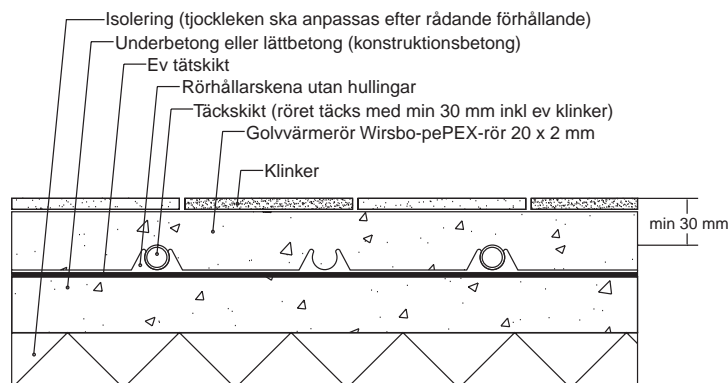 Isolering (tjockleken ska anpassas efter rådande förhållande)
Underbetong eller lättbetong (konstruktionsbetong)
Ev tätskikt
Rörhållarskena utan hullingar
Täckskikt (röret täcks med min 30 mm inkl ev klinker)
Golvvärmerör Wirsbo-pePEX-rör 20 x 2 mm
Klinker
min 30 mm